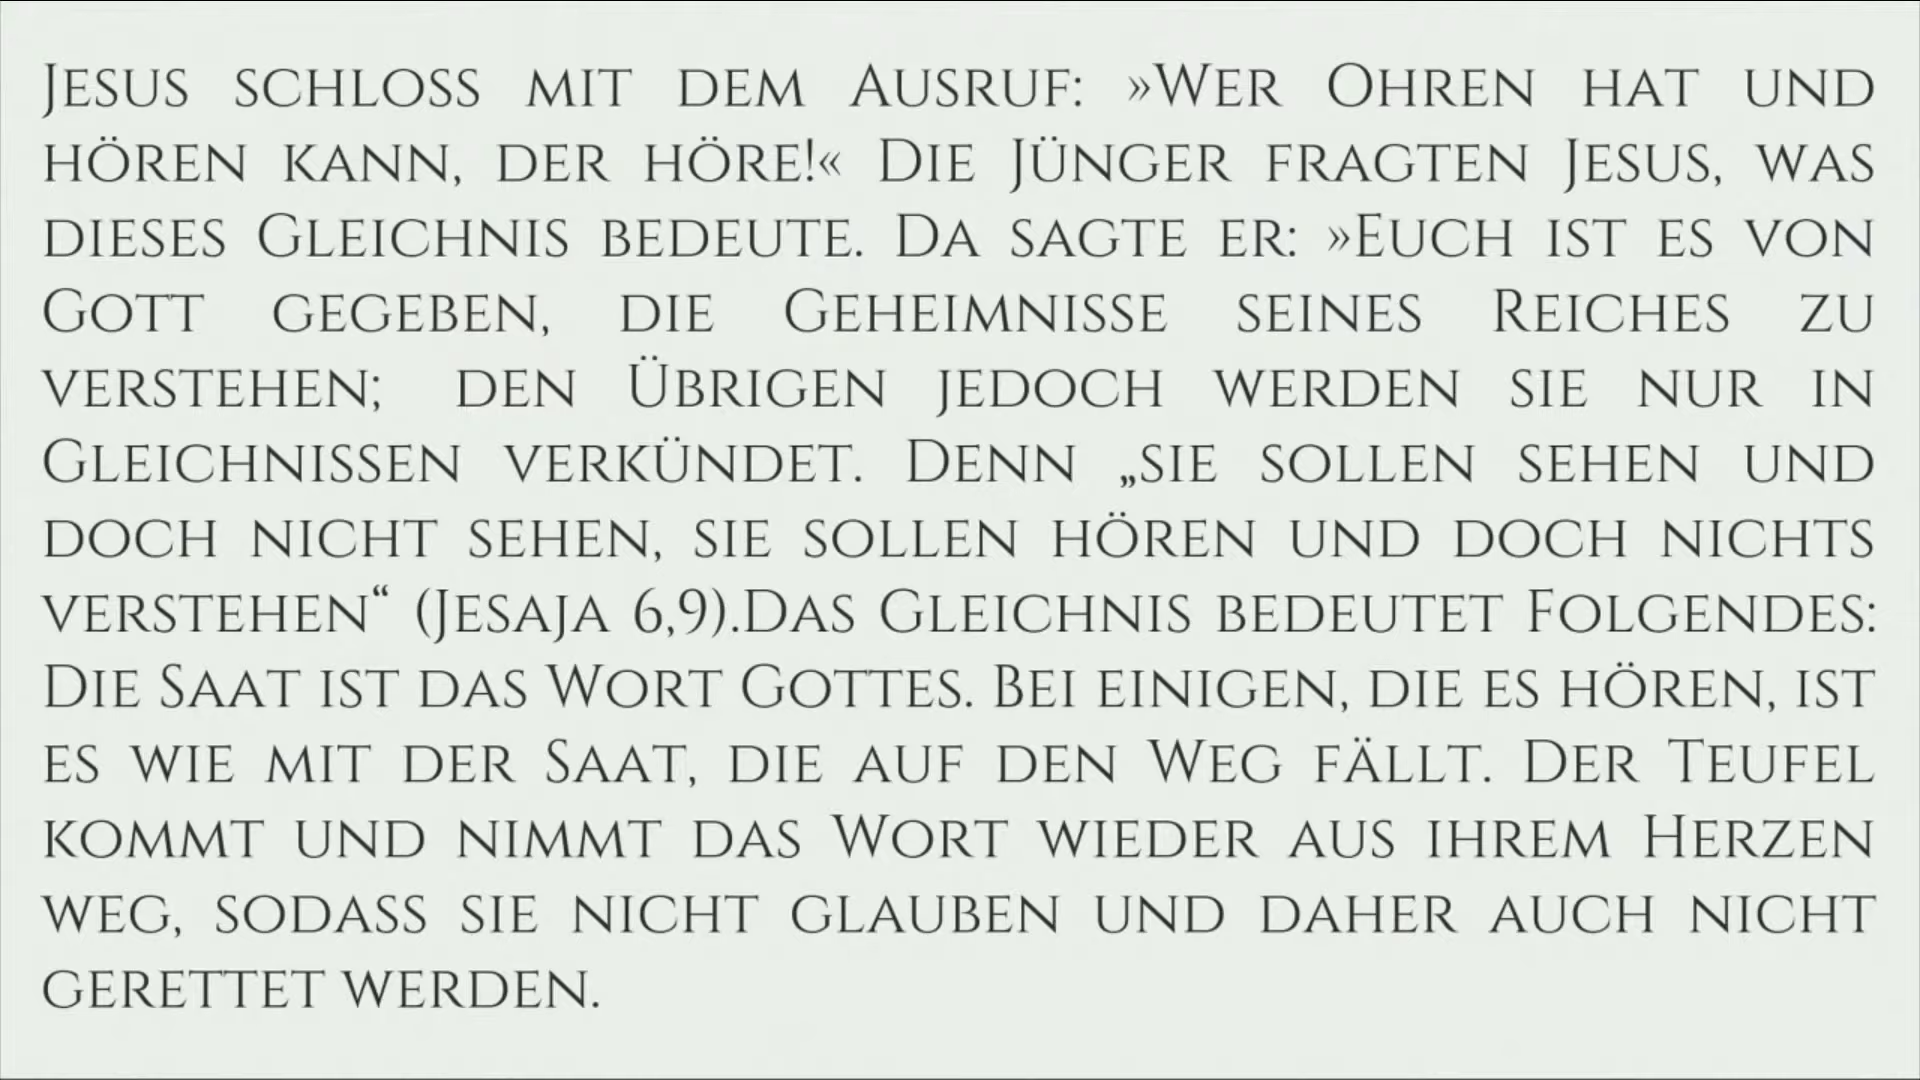 Jesus schloss mit dem Ausruf: »Wer Ohren hat und
hören kann, der höre!« Die Jünger fragten Jesus, was
dieses Gleichnis bedeute. Da sagte er: »Euch ist es von
Gott gegeben, die Geheimnisse seines Reiches zu
verstehen; den Übrigen jedoch werden sie nur in
Gleichnissen verkündet. Denn „sie sollen sehen und
doch nicht sehen, sie sollen hören und doch nichts
verstehen“ (Jesaja 6,9).Das Gleichnis bedeutet Folgendes:
Die Saat ist das Wort Gottes. Bei einigen, die es hören, ist
es wie mit der Saat, die auf den Weg fällt. Der Teufel
kommt und nimmt das Wort wieder aus ihrem Herzen
weg, sodass sie nicht glauben und daher auch nicht
gerettet werden.